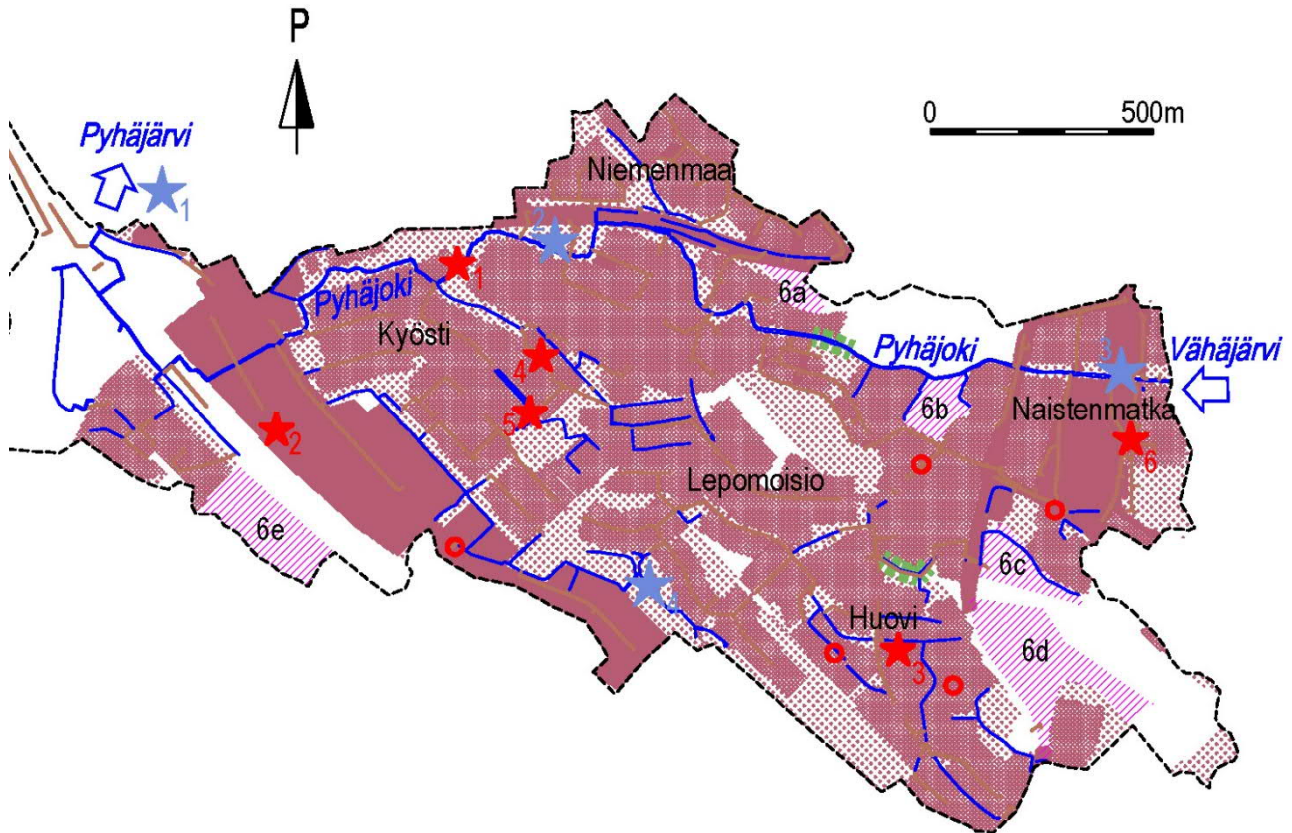 P
0 500m
Pyhäjärvi
1
Niemenmaa
2
1
6a
Pyhäjoki
Kyösti
Pyhäjoki
3
Vähäjärvi
4
6b
Naistenmatka
5
2
6
Lepomoisio
6e
6c
4
Huovi
6d
3